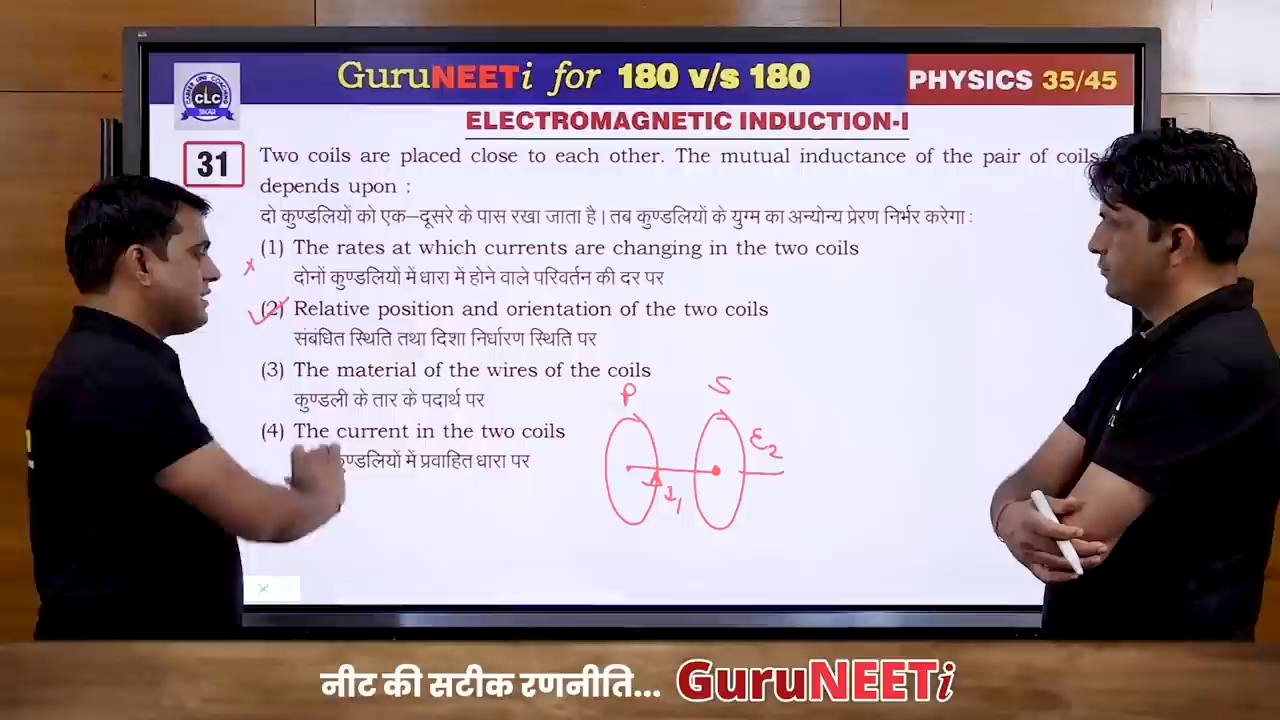 GuruNEETi for 180 v/s 180
PHYSICS 35/45
CLC
SIKAR
ELECTROMAGNETIC INDUCTION-I
31
Two coils are placed close to each other. The mutual inductance of the pair of coils
depends upon :
दो कुण्डलियों को एक–दूसरे के पास रखा जाता है। तब कुण्डलियों के युग्म का अन्योन्य प्रेरण निर्भर करेगा :
(1) The rates at which currents are changing in the two coils
दोनों कुण्डलियों में धारा में होने वाले परिवर्तन की दर पर
(2) Relative position and orientation of the two coils
संबंधित स्थिति तथा दिशा निर्धारण स्थिति पर
(3) The material of the wires of the coils
कुण्डली के तार के पदार्थ पर
(4) The current in the two coils
कुण्डलियों में प्रवाहित धारा पर
P S
ε2
I1
नीट की सटीक रणनीति... GuruNEETi